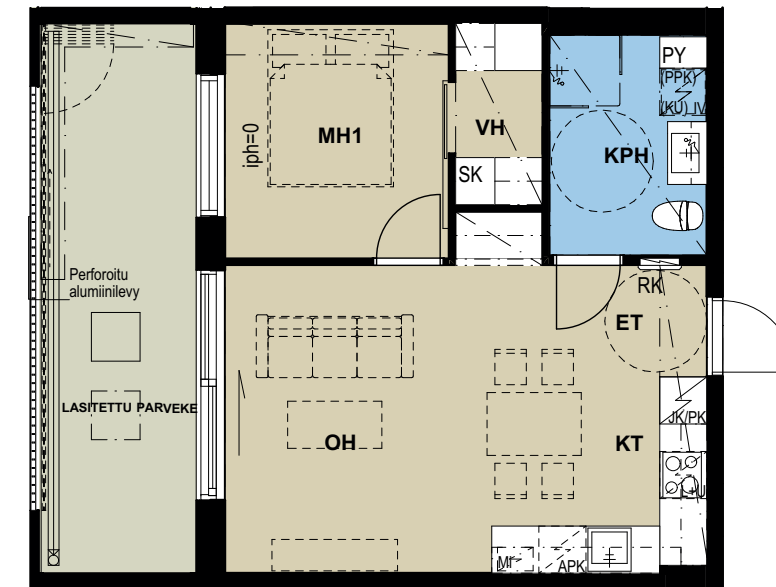 PY
(PPK)
(KU) IV
iph=0
MH1
VH
KPH
SK
Perforoitu
alumiinilevy
RK
ET
LASITETTU PARVEKE
JK/PK
OH
KT
L+U
APK